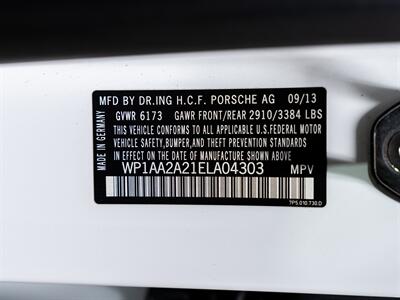 MFD BY DR.ING H.C.F. PORSCHE AG 09/13
GVWR 6173 GAWR FRONT/REAR 2910/3384 LBS
THIS VEHICLE CONFORMS TO ALL
APPLICABLE U.S.FEDERAL MOTOR
VEHICLE SAFETY,BUMPER,AND THEFT
PREVENTION STANDARDS
IN EFFECT ON THE DATE OF
MANUFACTURE SHOWN ABOVE
WP1AA2A21ELA04303 MPV
7P5.010.730.D
MADE IN GERMANY